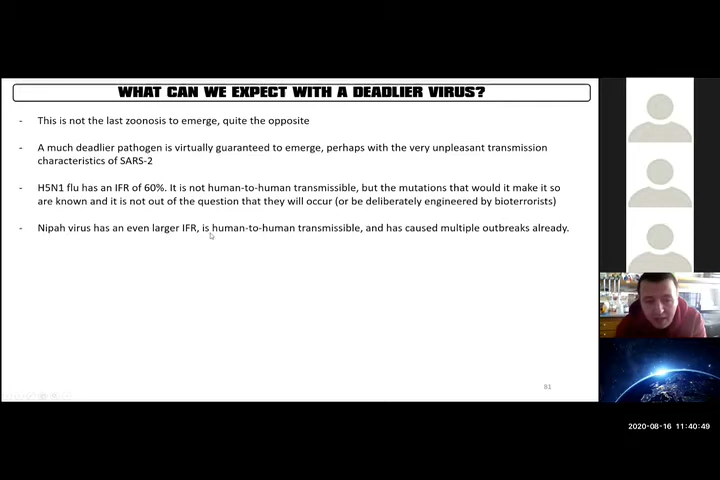 WHAT CAN WE EXPECT WITH A DEADLIER VIRUS?
- This is not the last zoonosis to emerge, quite the opposite
- A much deadlier pathogen is virtually guaranteed to emerge, perhaps with the very unpleasant transmission
characteristics of SARS-2
- H5N1 flu has an IFR of 60%. It is not human-to-human transmissible, but the mutations that would it make it so
are known and it is not out of the question that they will occur (or be deliberately engineered by bioterrorists)
- Nipah virus has an even larger IFR, is human-to-human transmissible, and has caused multiple outbreaks already.
81
2020-08-16 11:40:49